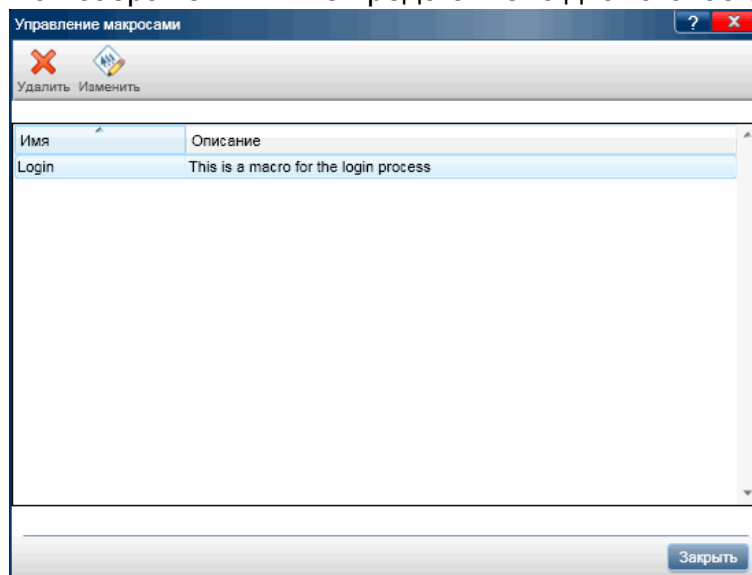 Управление макросами
?
X
Удалить Изменить
Имя Описание
Login This is a macro for the login process
Закрыть